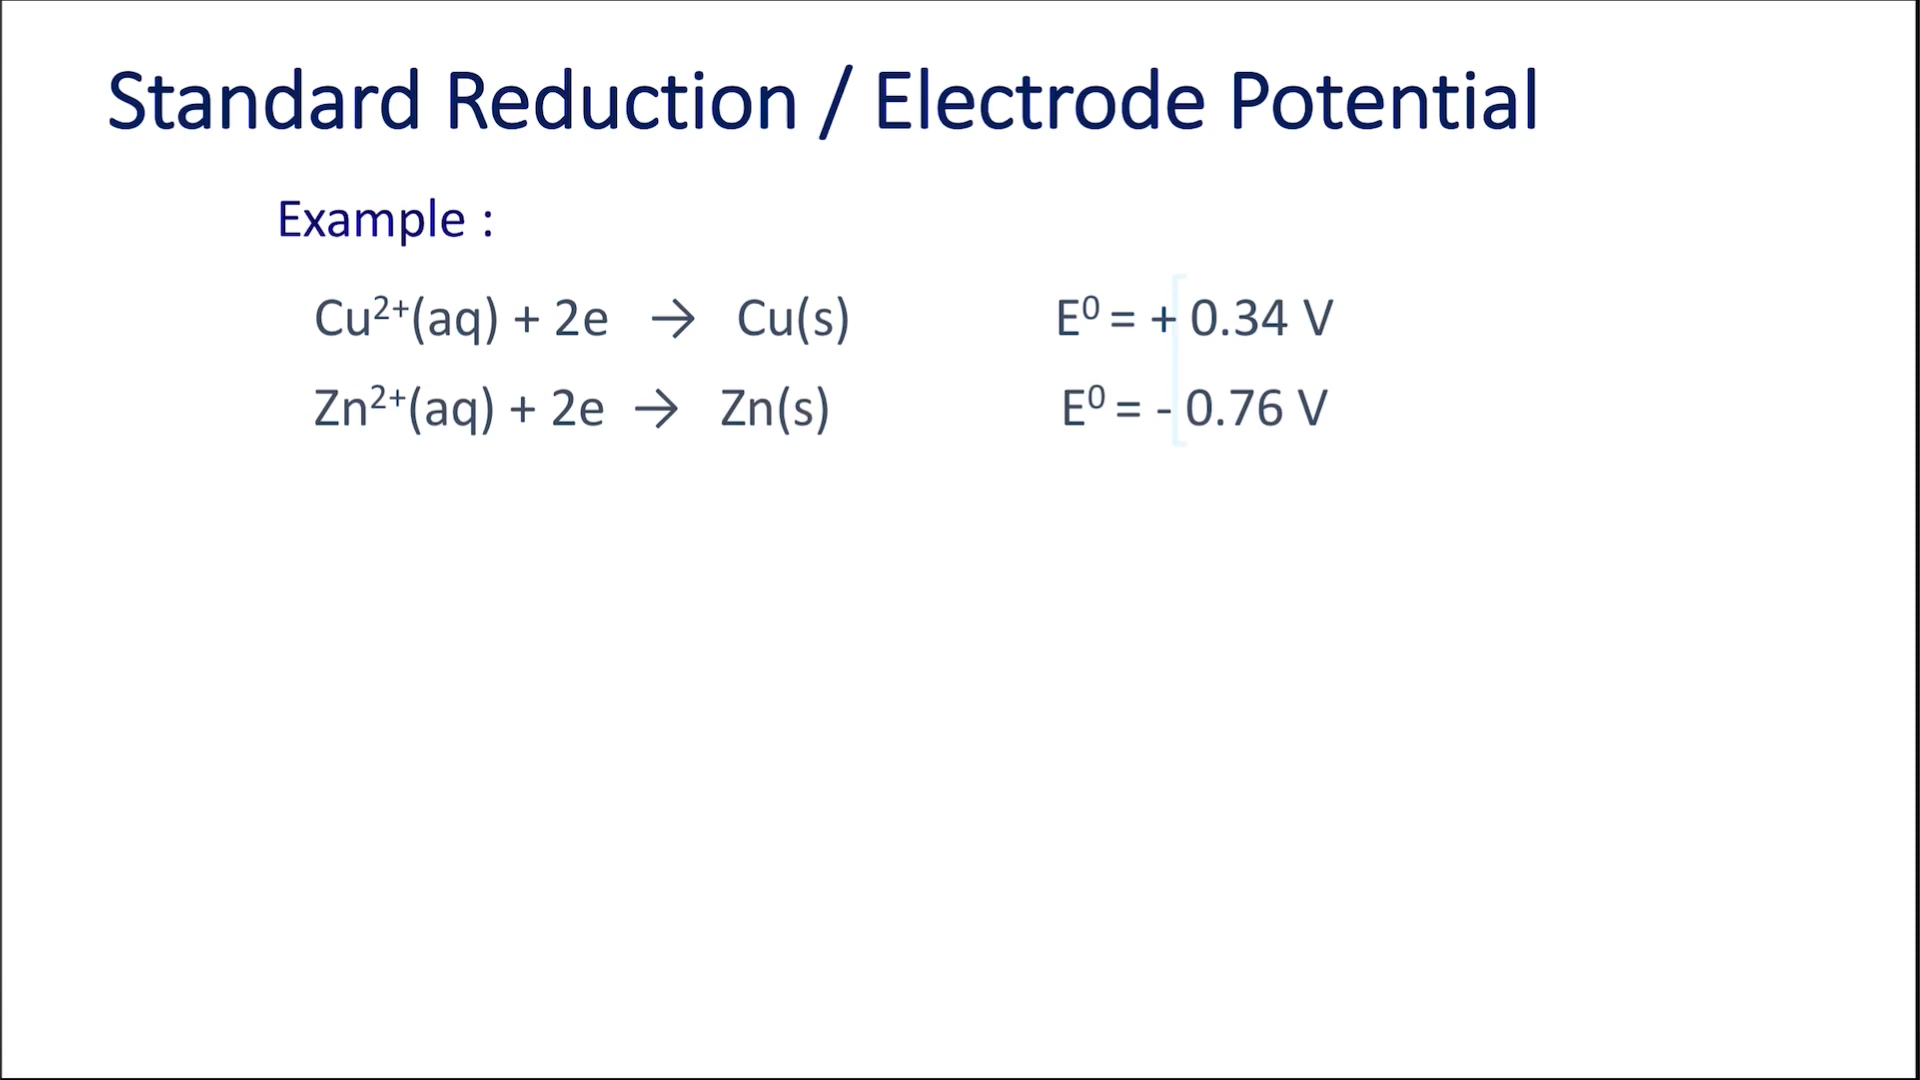 Standard Reduction / Electrode Potential
Example :
Cu²⁺(aq) + 2e → Cu(s) E⁰ = + 0.34 V
Zn²⁺(aq) + 2e → Zn(s) E⁰ = - 0.76 V